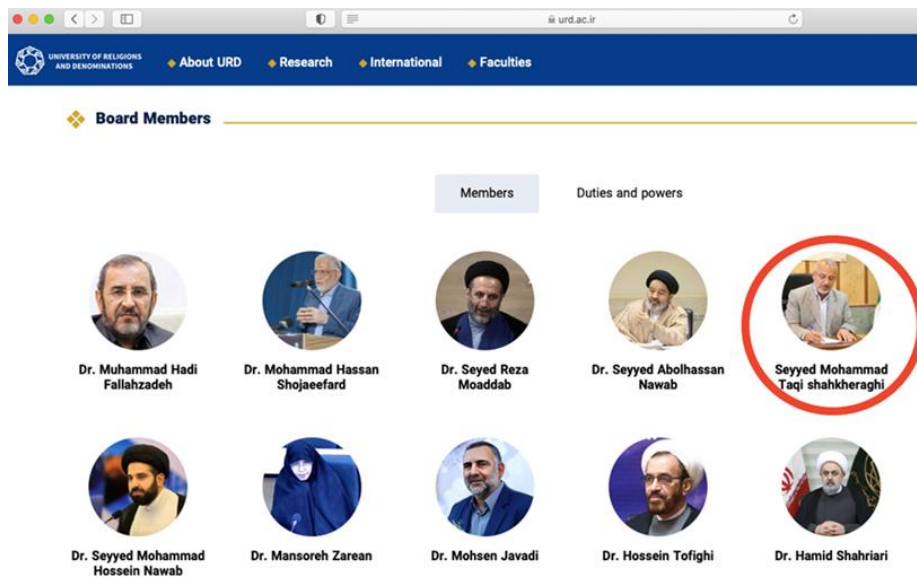 urd.ac.ir
UNIVERSITY OF RELIGIONS
AND DENOMINATIONS
About URD
Research
International
Faculties
Board Members
Members
Duties and powers
Dr. Muhammad Hadi
Fallahzadeh
Dr. Mohammad Hassan
Shojaeefard
Dr. Seyed Reza
Moaddab
Dr. Seyyed Abolhassan
Nawab
Seyyed Mohammad
Taqi shahkheraghi
Dr. Seyyed Mohammad
Hossein Nawab
Dr. Mansoreh Zarean
Dr. Mohsen Javadi
Dr. Hossein Tofighi
Dr. Hamid Shahriari